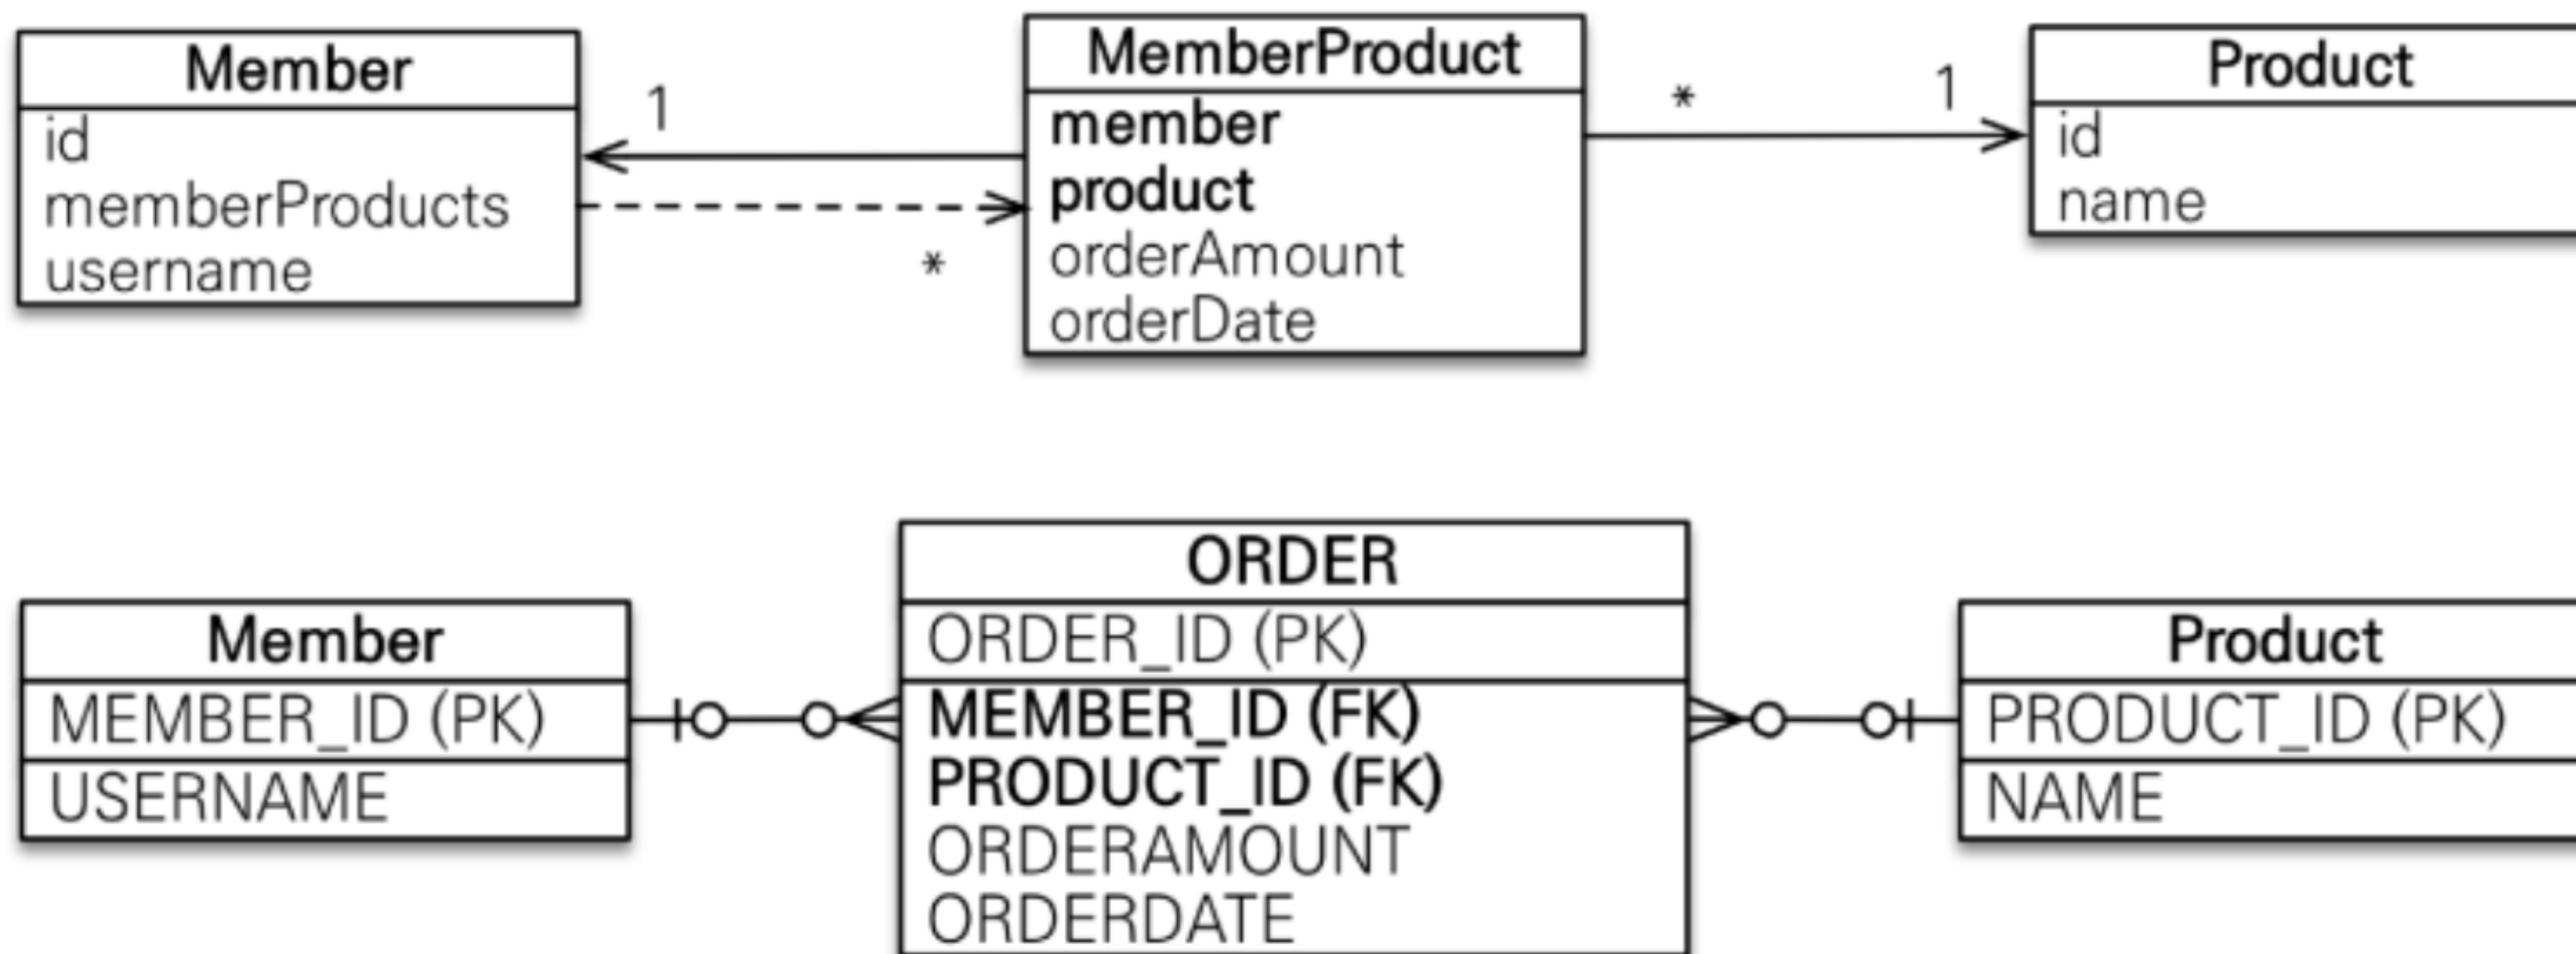 Member
id
memberProducts
username
1
*
MemberProduct
member
product
orderAmount
orderDate
*
1
Product
id
name
Member
MEMBER_ID (PK)
USERNAME
ORDER
ORDER_ID (PK)
MEMBER_ID (FK)
PRODUCT_ID (FK)
ORDERAMOUNT
ORDERDATE
Product
PRODUCT_ID (PK)
NAME